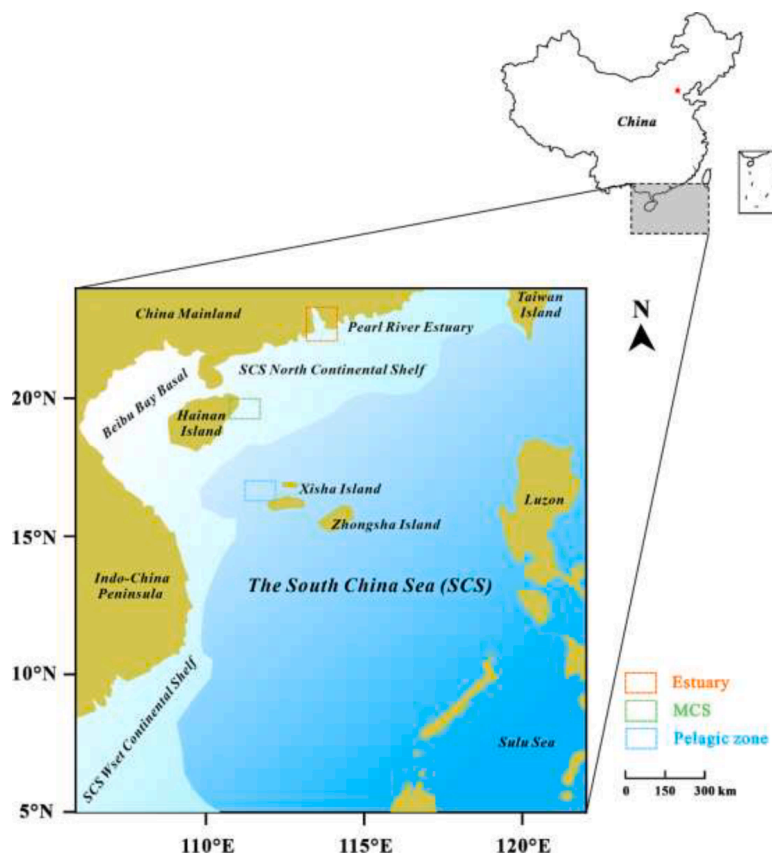 China
N
China Mainland
Taiwan
Island
Pearl River Estuary
SCS North Continental Shelf
Beibu Bay Basal
20°N
Hainan
Island
Xisha Island
Luzon
Zhongsha Island
15°N
Indo-China
Peninsula
The South China Sea (SCS)
10°N
SCS Wset Continental Shelf
Sulu Sea
5°N
110°E
115°E
120°E
Estuary
MCS
Pelagic zone
0
300 km